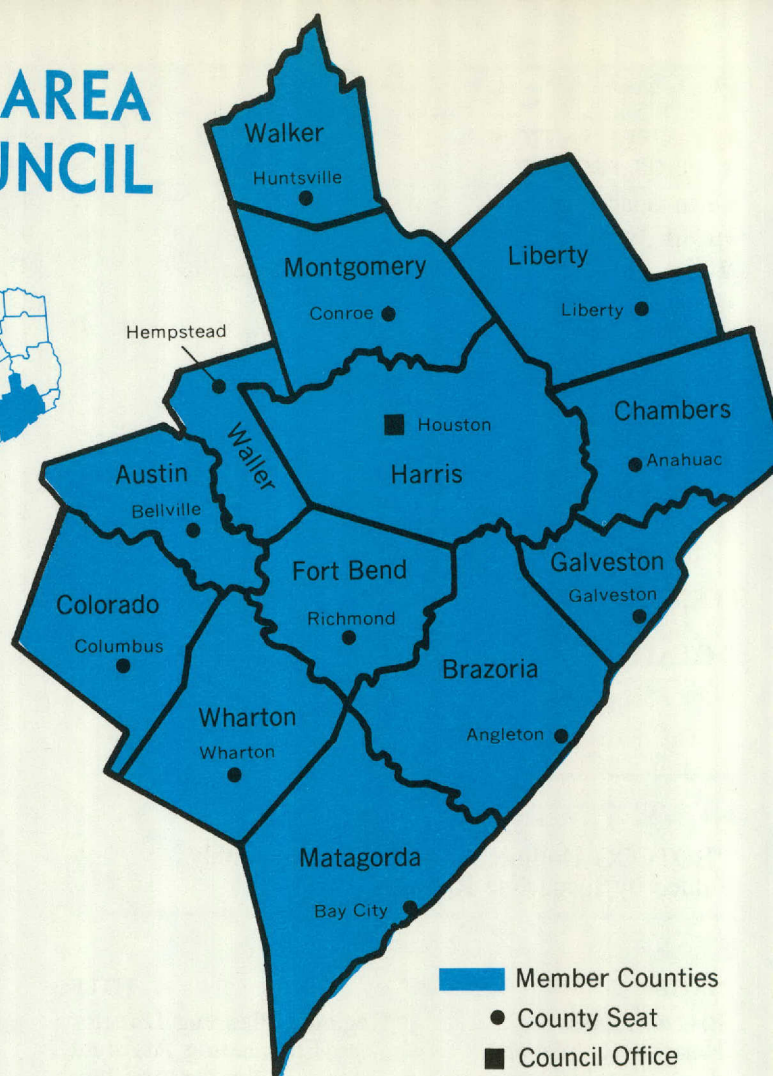 AREA
UNCIL
Walker
Huntsville
Montgomery
Liberty
Conroe
Liberty
Hempstead
Chambers
Houston
Waller
Harris
Anahuac
Austin
Bellville
Galveston
Fort Bend
Galveston
Colorado
Richmond
Columbus
Brazoria
Wharton
Angleton
Wharton
Matagorda
Bay City
Member Counties
County Seat
Council Office